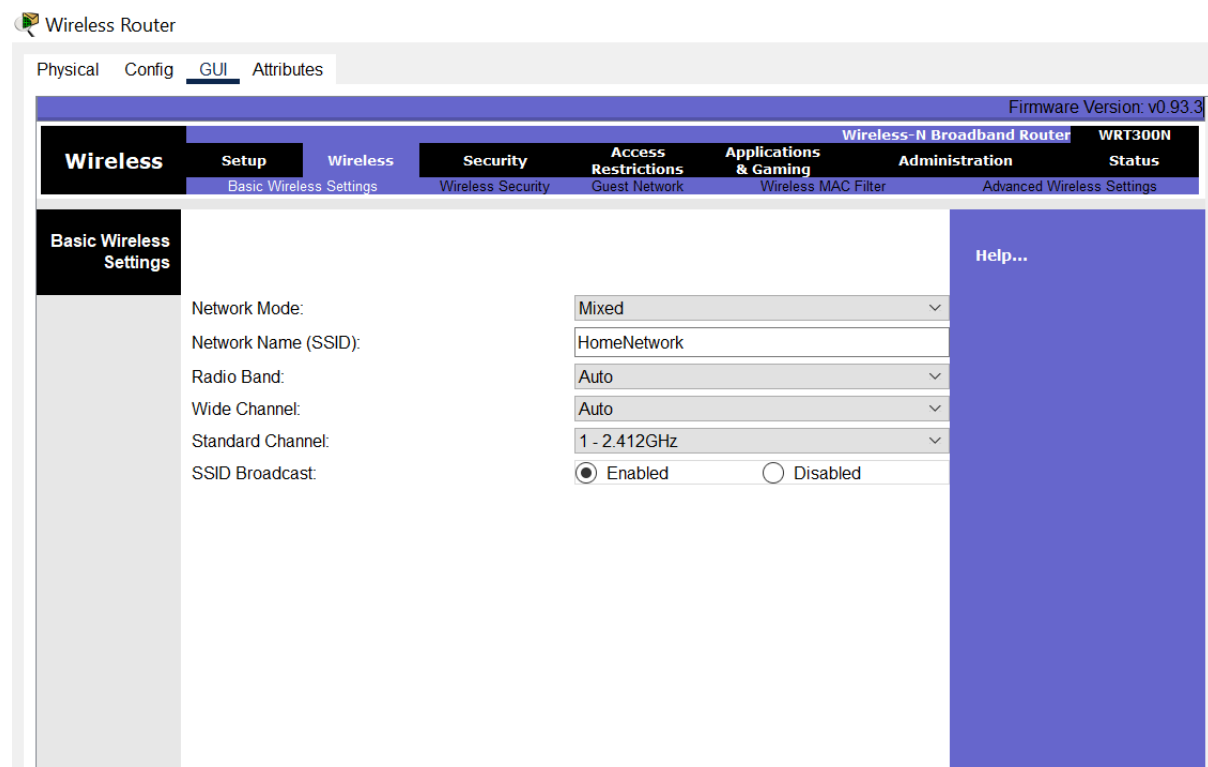 Wireless Router
Physical Config GUI Attributes
Firmware Version: v0.93.3
Wireless-N Broadband Router WRT300N
Wireless
Setup Wireless Security Access Restrictions Applications & Gaming Administration Status
Basic Wireless Settings Wireless Security Guest Network Wireless MAC Filter Advanced Wireless Settings
Basic Wireless
Settings
Help...
Network Mode: Mixed
Network Name (SSID): HomeNetwork
Radio Band: Auto
Wide Channel: Auto
Standard Channel: 1 - 2.412GHz
SSID Broadcast: Enabled Disabled